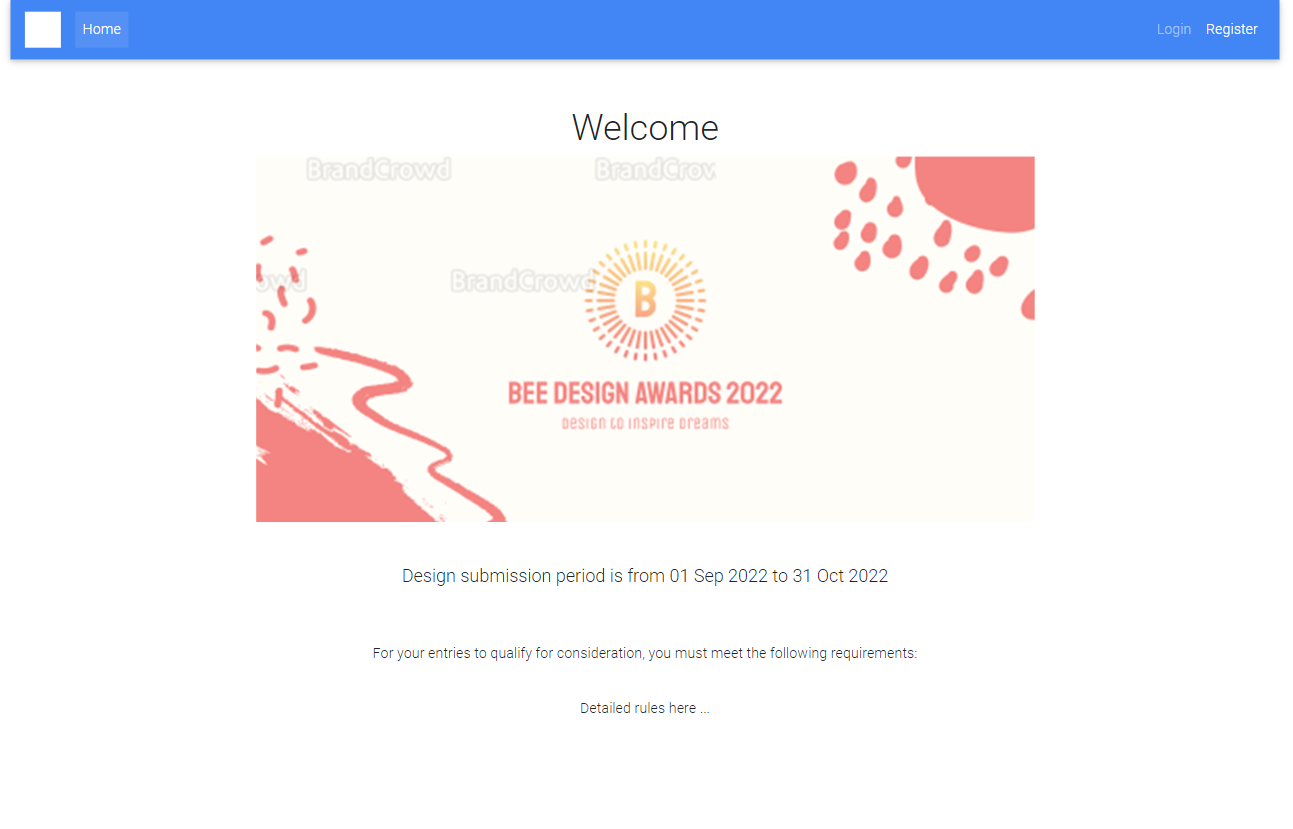 Home
Login
Register
Welcome
BrandCrowd
BrandCrow
owd
BrandCrowd
B
BEE DESIGN AWARDS 2022
DESIGN to INSPIRE DREAMS
Design submission period is from 01 Sep 2022 to 31 Oct 2022
For your entries to qualify for consideration, you must meet the following requirements:
Detailed rules here ...